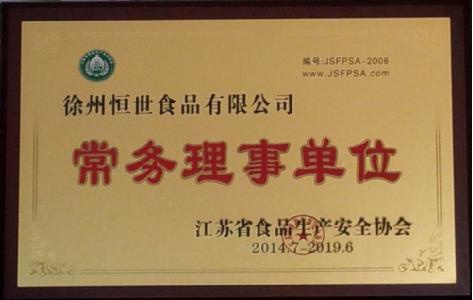 编号:JSFPSA-2008
www.JSFPSA.com
徐州恒世食品有限公司
常务理事单位
江苏省食品生产安全协会
2014.7-2019.6